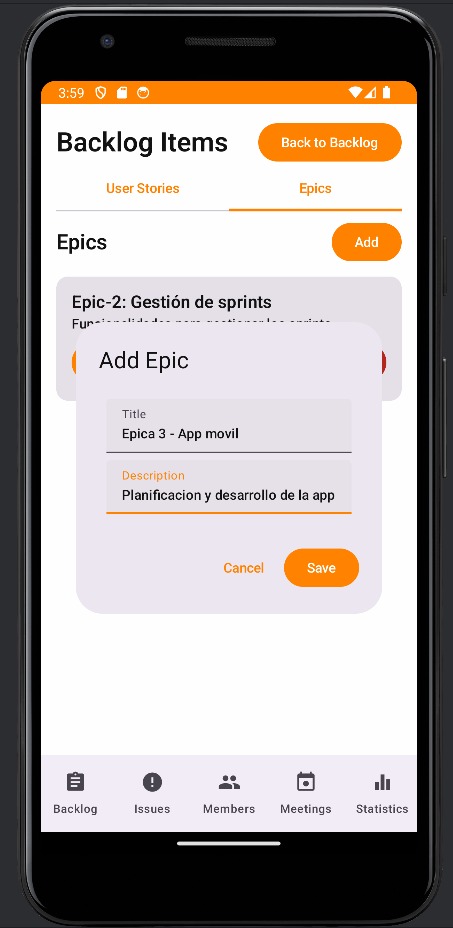 3:59
Backlog Items
Back to Backlog
User Stories
Epics
Epics
Add
Epic-2: Gestión de sprints
Funcionalidades para gestionar los sprints
Add Epic
Title
Epica 3 - App movil
Description
Planificacion y desarrollo de la app
Cancel
Save
Backlog
Issues
Members
Meetings
Statistics